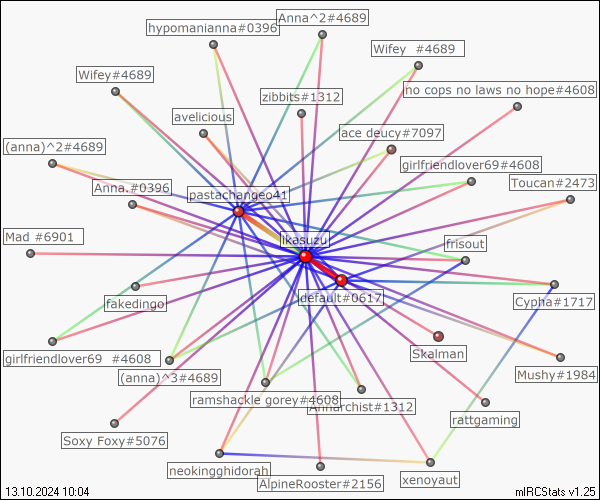 Anna^2#4689
hypomanianna#0396
Wifey  #4689
Wifey#4689
no cops no laws no hope#4608
zibbits#1312
avelicious
ace deucy#7097
(anna)^2#4689
girlfriendlover69#4608
Toucan#2473
Anna.#0396
pastachangeo41
Mad #6901
likasuzu
frisout
fakedingo
default#0617
Cypha#1717
girlfriendlover69  #4608
Skalman
(anna)^3#4689
Mushy#1984
ramshackle gorey#4608
Annarchist#1312
rattgaming
Soxy Foxy#5076
neokingghidorah
AlpineRooster#2156
xenoyaut
13.10.2024 10:04
mIRCStats v1.25